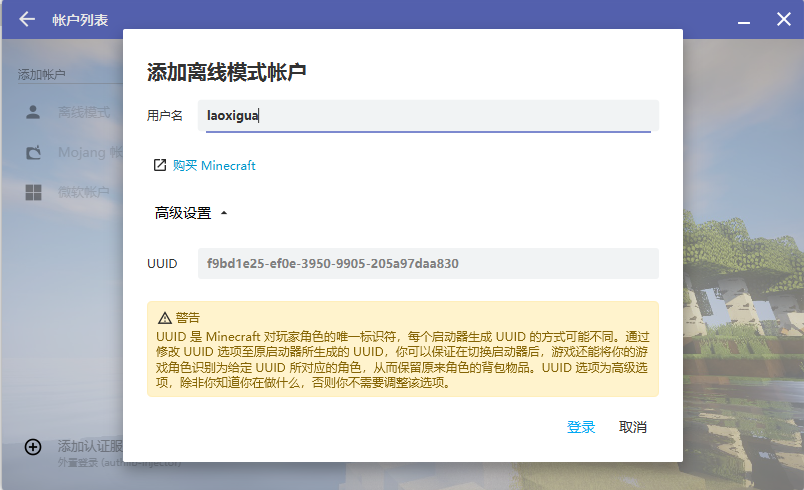 帐户列表
添加帐户
离线模式
Mojang 帐
微软帐户
添加离线模式帐户
用户名
laoxigua
购买 Minecraft
高级设置
UUID
f9bd1e25-ef0e-3950-9905-205a97daa830
警告
UUID 是 Minecraft 对玩家角色的唯一标识符，每个启动器生成 UUID 的方式可能不同。通过
修改 UUID 选项至原启动器所生成的 UUID，你可以保证在切换启动器后，游戏还能将你的游
戏角色识别为给定 UUID 所对应的角色，从而保留原来角色的背包物品。UUID 选项为高级选
项，除非你知道你在做什么，否则你不需要调整该选项。
登录
取消
添加认证服
外置登录 (authlib-injector)